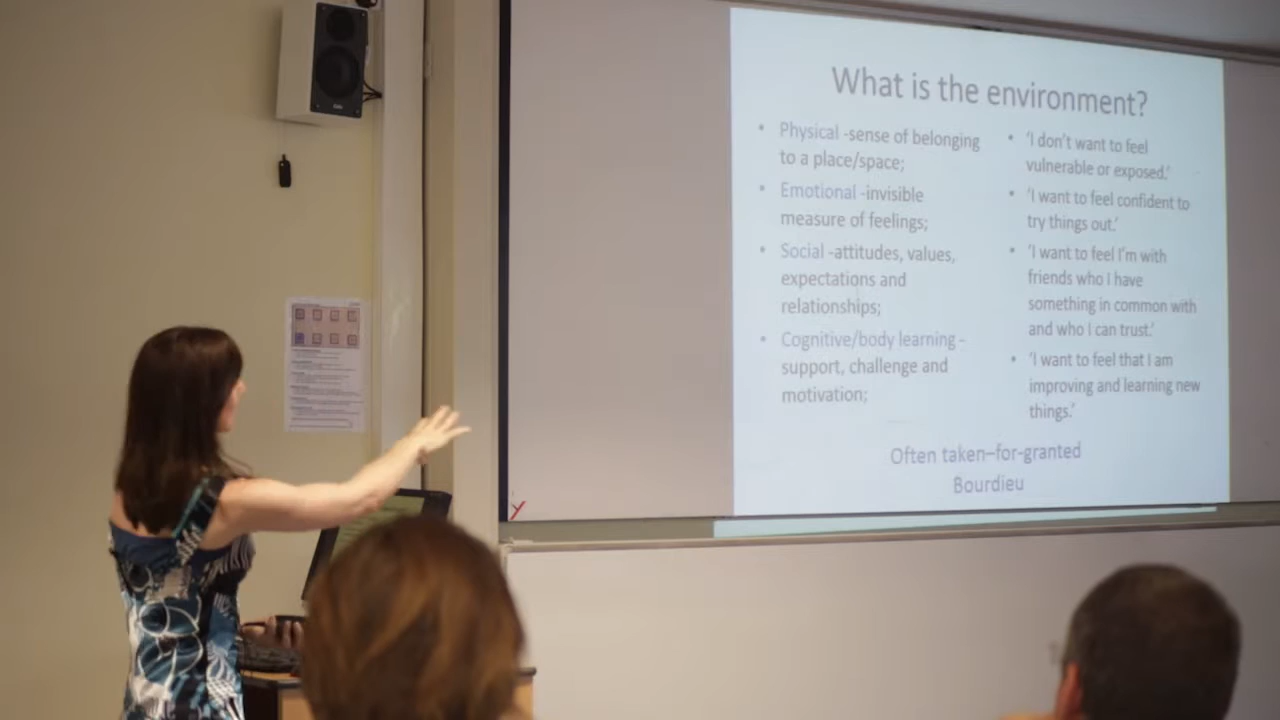 What is the environment?
Physical -sense of belonging
to a place/space;
Emotional -invisible
measure of feelings;
Social -attitudes, values,
expectations and
relationships;
Cognitive/body learning -
support, challenge and
motivation;
'I don't want to feel
vulnerable or exposed.'
'I want to feel confident to
try things out.'
'I want to feel I'm with
friends who I have
something in common with
and who I can trust.'
'I want to feel that I am
improving and learning new
things.'
Often taken–for-granted
Bourdieu